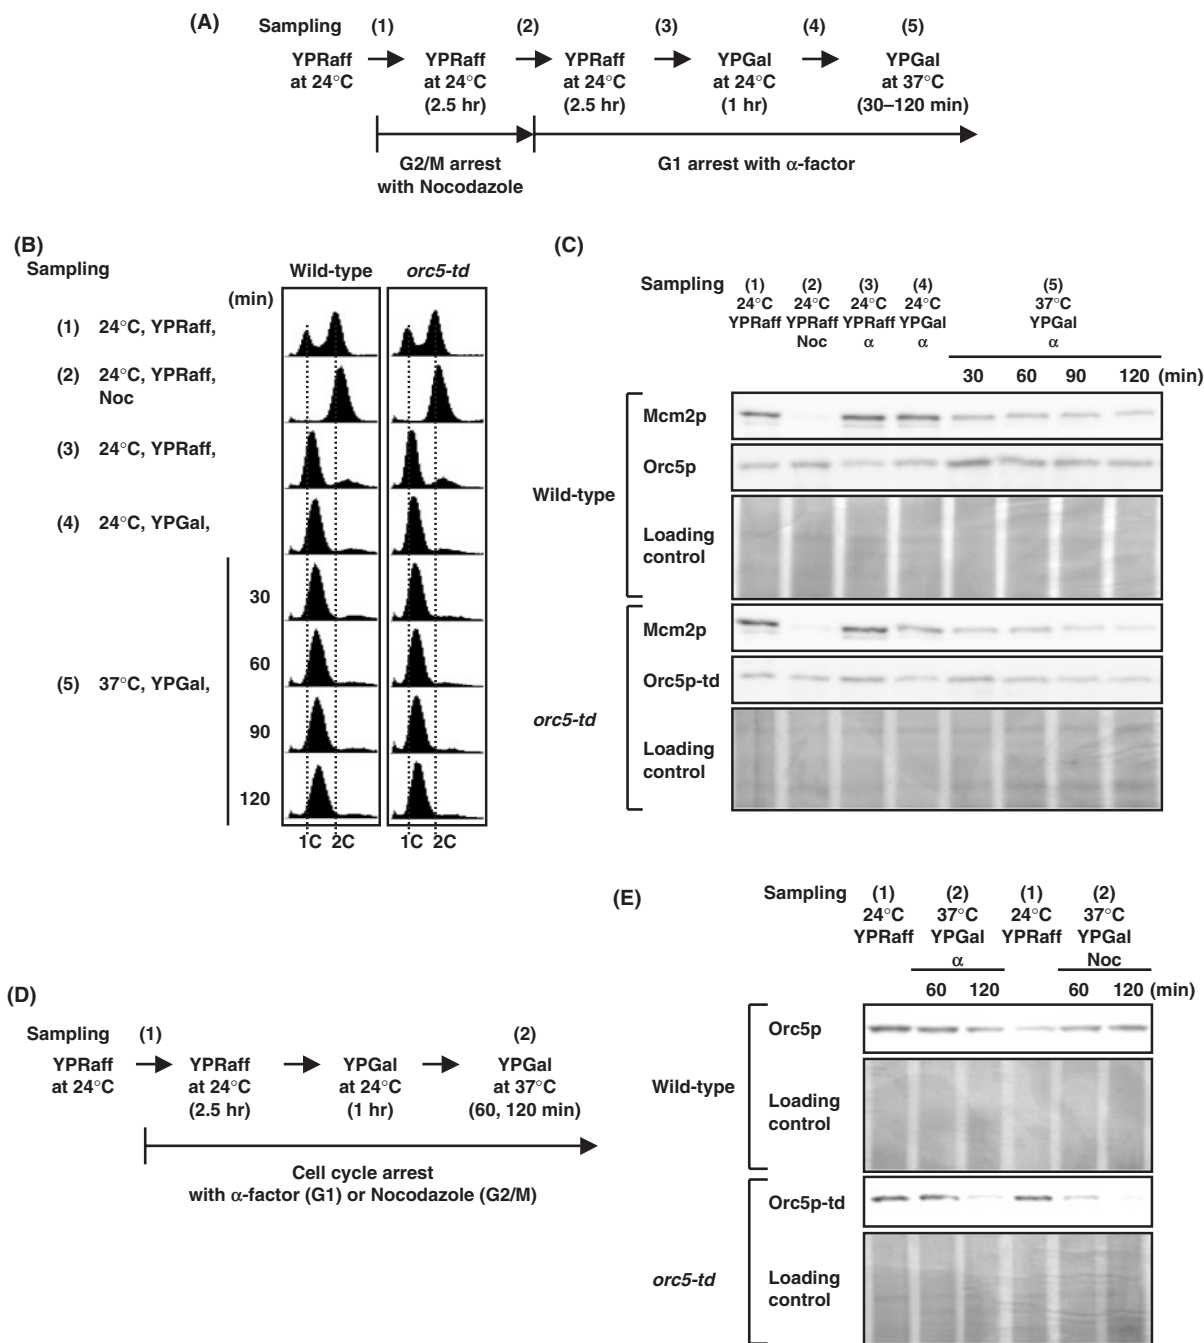 (A)
Sampling (1) (2) (3) (4) (5)
YPRaff YPRaff YPRaff YPGal YPGal
at 24°C at 24°C at 24°C at 24°C at 37°C
(2.5 hr) (2.5 hr) (1 hr) (30–120 min)
G2/M arrest with Nocodazole
G1 arrest with α-factor
(B)
Sampling
Wild-type orc5-td
(min)
(1) 24°C, YPRaff,
(2) 24°C, YPRaff,
Noc
(3) 24°C, YPRaff,
(4) 24°C, YPGal,
30
60
(5) 37°C, YPGal,
90
120
1C 2C 1C 2C
(C)
Sampling (1) (2) (3) (4) (5)
24°C 24°C 24°C 24°C 37°C
YPRaff YPRaff YPRaff YPGal YPGal
Noc α α α
30 60 90 120 (min)
Mcm2p
Orc5p
Wild-type
Loading
control
Mcm2p
Orc5p-td
orc5-td
Loading
control
(D)
Sampling (1) (2)
YPRaff YPRaff YPGal YPGal
at 24°C at 24°C at 24°C at 37°C
(2.5 hr) (1 hr) (60, 120 min)
Cell cycle arrest
with α-factor (G1) or Nocodazole (G2/M)
(E)
Sampling (1) (2) (1) (2)
24°C 37°C 24°C 37°C
YPRaff YPGal YPRaff YPGal
α Noc
60 120 60 120 (min)
Orc5p
Wild-type
Loading
control
Orc5p-td
orc5-td
Loading
control